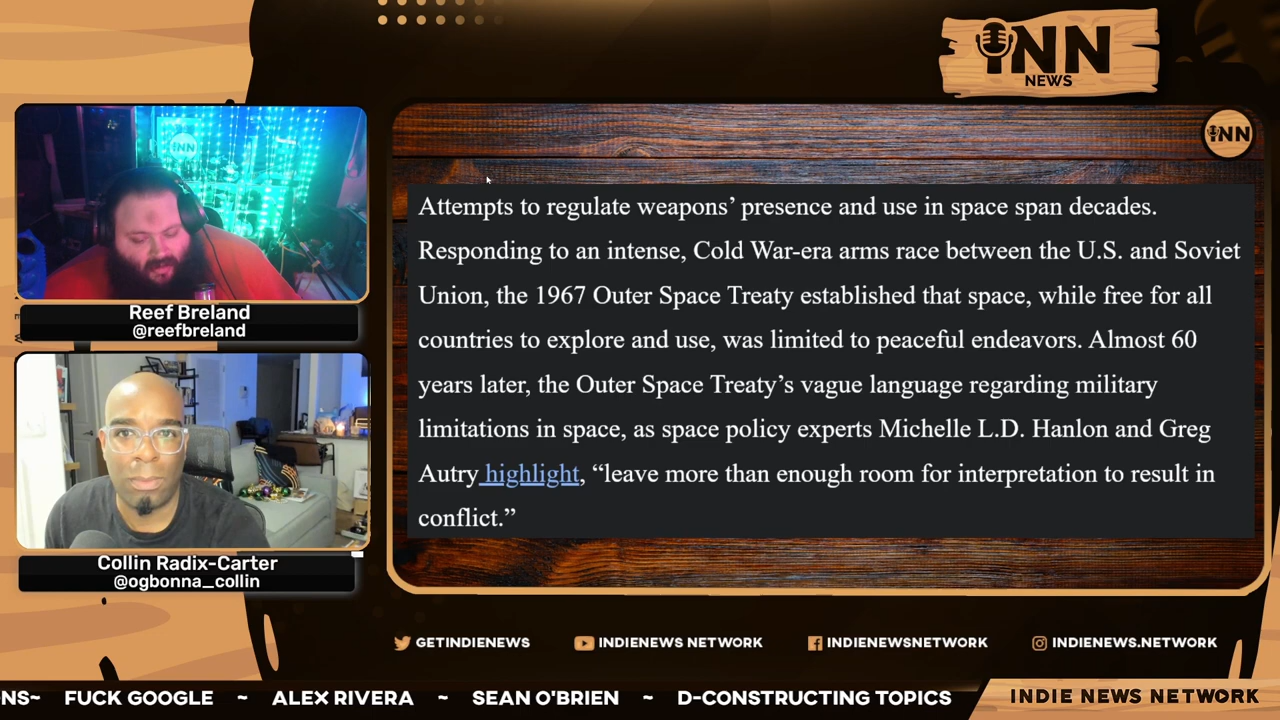 INN
NEWS
INN
INN
Attempts to regulate weapons’ presence and use in space span decades.
Responding to an intense, Cold War-era arms race between the U.S. and Soviet
Union, the 1967 Outer Space Treaty established that space, while free for all
countries to explore and use, was limited to peaceful endeavors. Almost 60
years later, the Outer Space Treaty’s vague language regarding military
limitations in space, as space policy experts Michelle L.D. Hanlon and Greg
Autry highlight, “leave more than enough room for interpretation to result in
conflict.”
Reef Breland
@reefbreland
Collin Radix-Carter
@ogbonna_collin
GETINDIENEWS
INDIENEWS NETWORK
INDIENEWSNETWORK
INDIENEWS.NETWORK
NS~ FUCK GOOGLE ~ ALEX RIVERA ~ SEAN O'BRIEN ~ D-CONSTRUCTING TOPICS
INDIE NEWS NETWORK